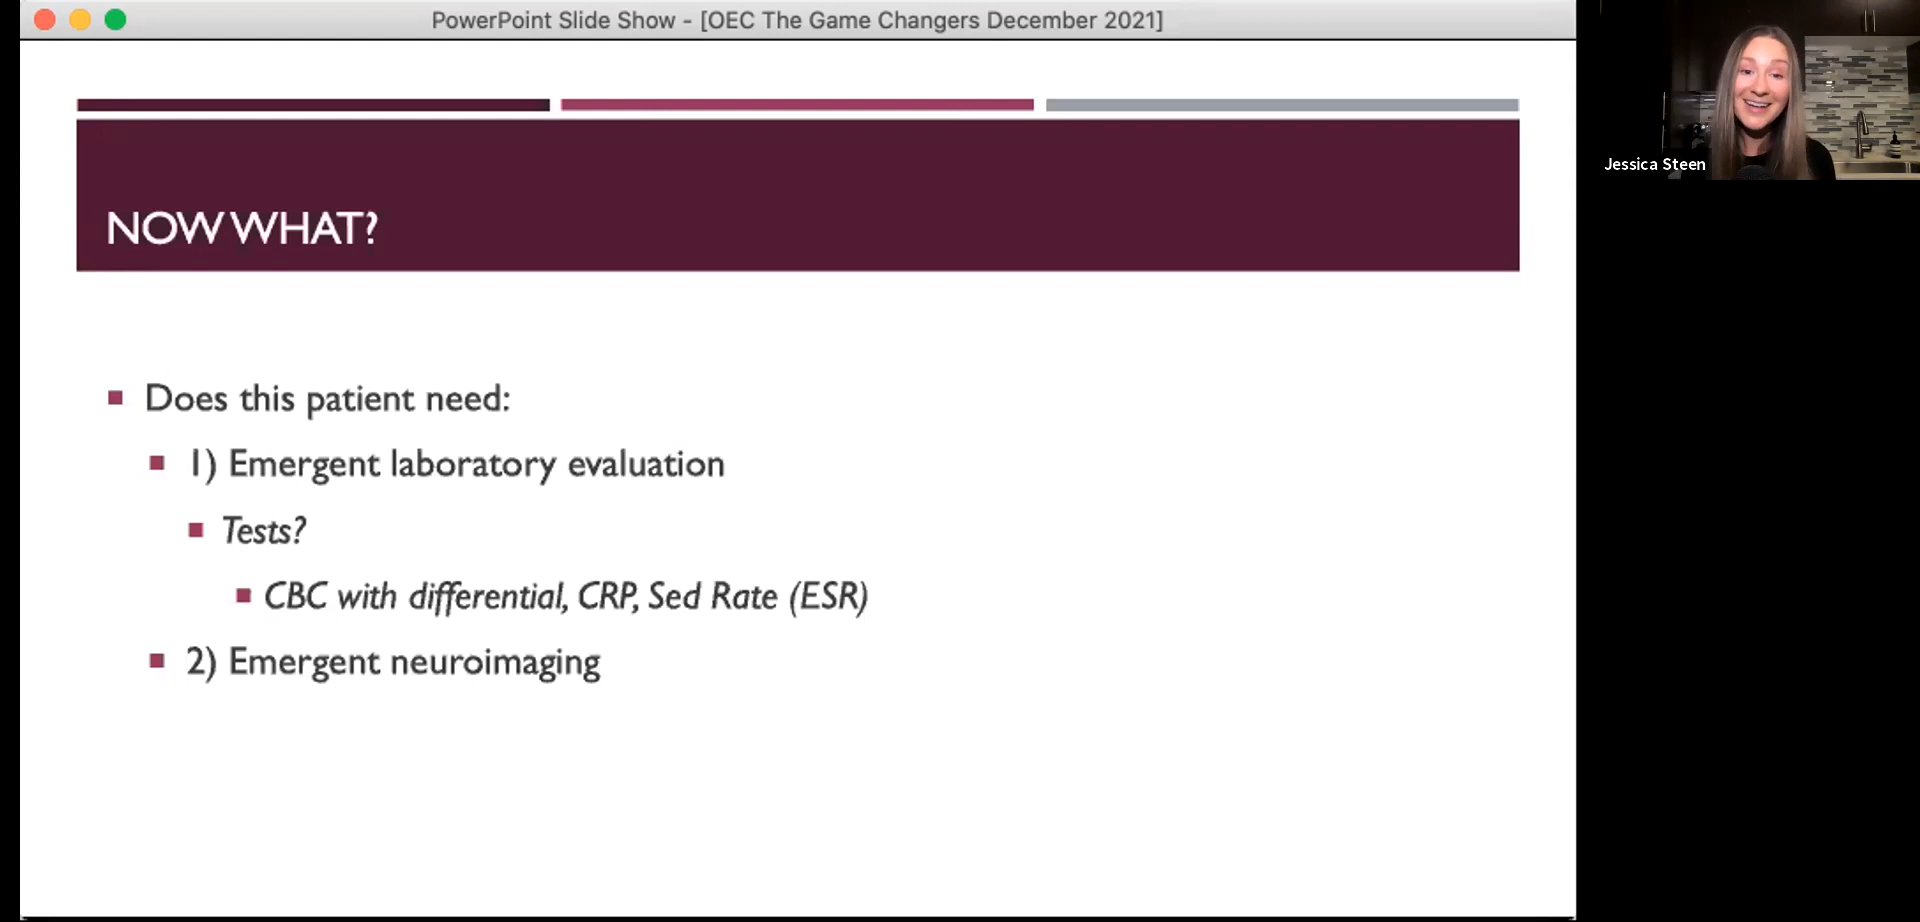 PowerPoint Slide Show - [OEC The Game Changers December 2021]
NOW WHAT?
Does this patient need:
1) Emergent laboratory evaluation
Tests?
CBC with differential, CRP, Sed Rate (ESR)
2) Emergent neuroimaging
Jessica Steen